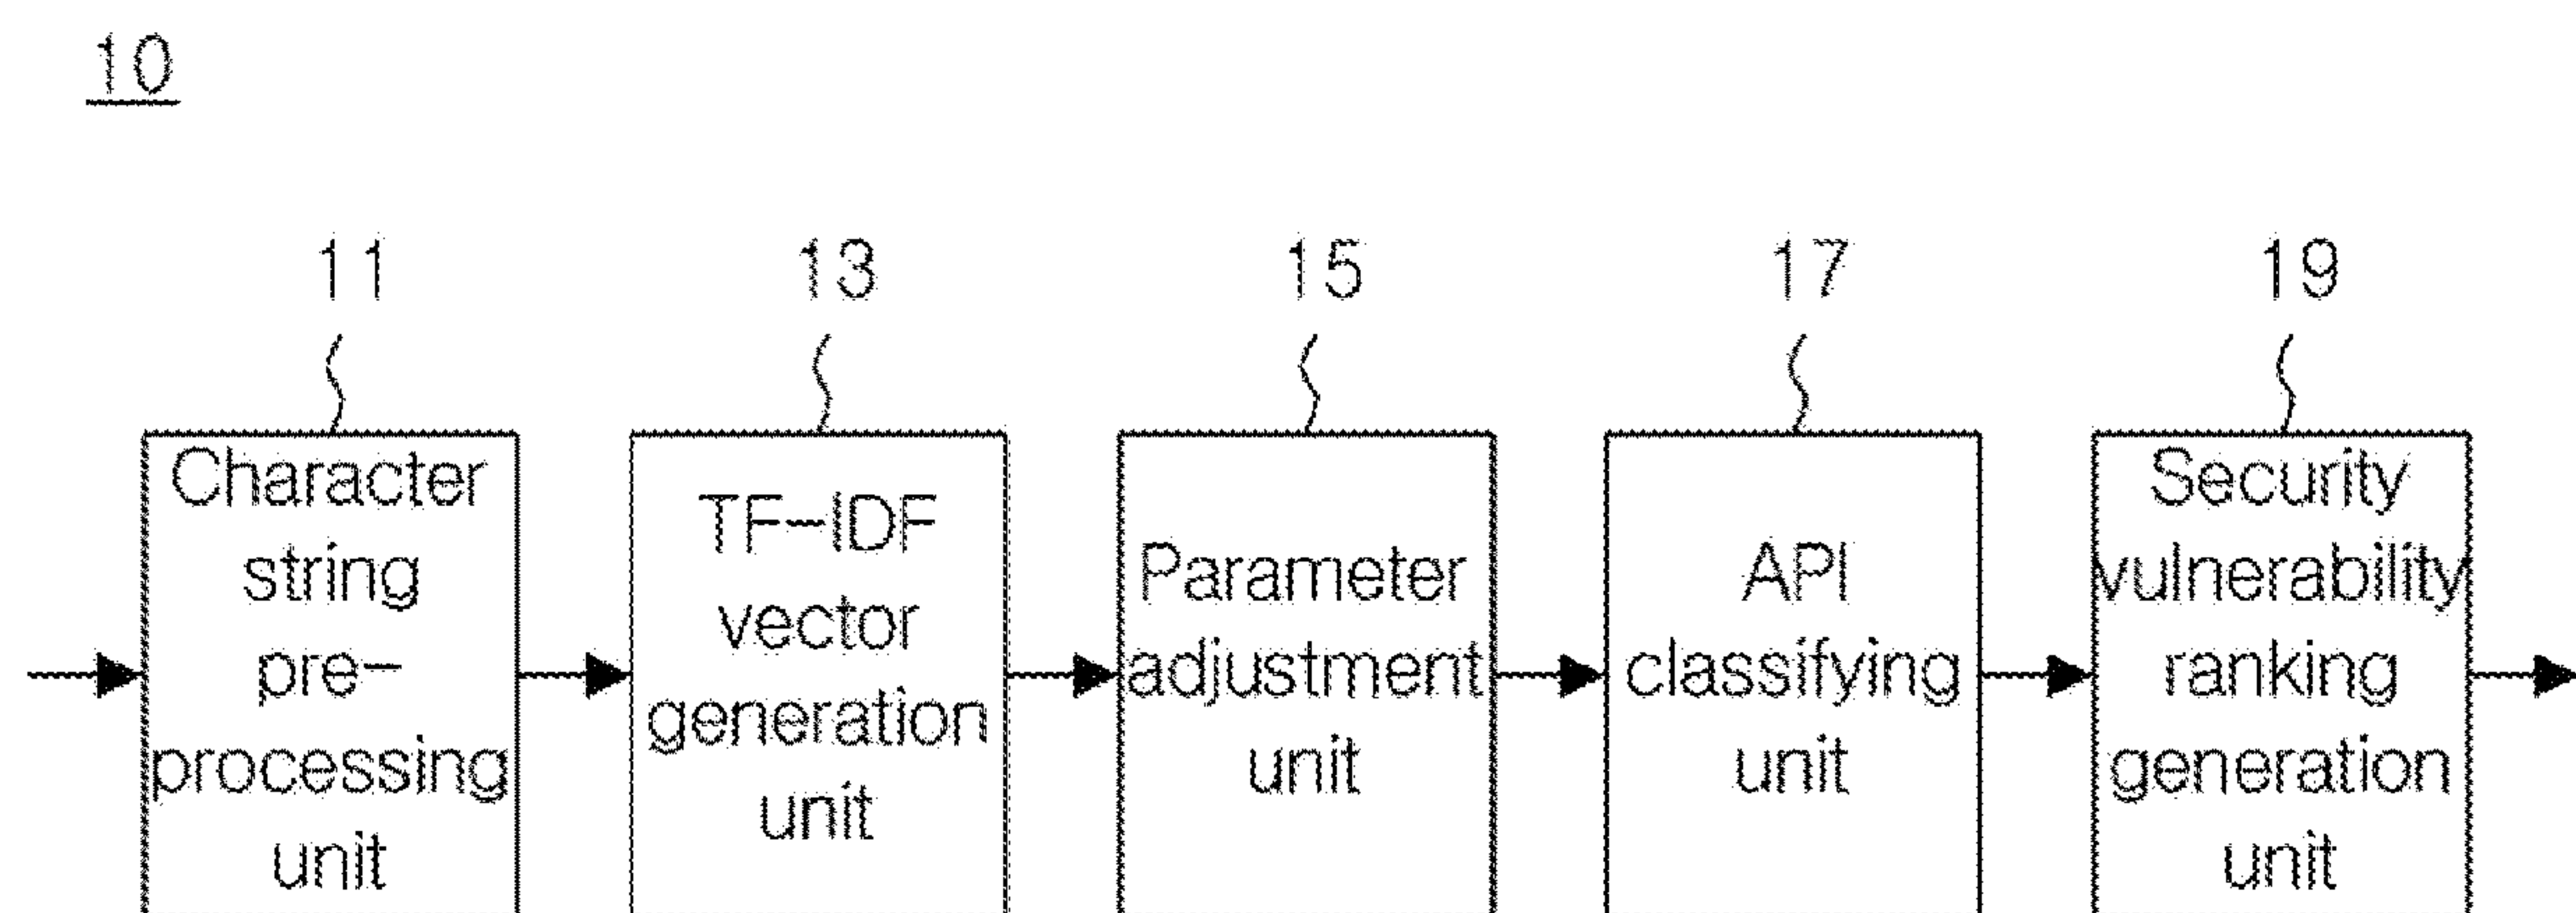 10
11
13
15
17
19
Character
string
pre-
processing
unit
TF-IDF
vector
generation
unit
Parameter
adjustment
unit
API
classifying
unit
Security
vulnerability
ranking
generation
unit